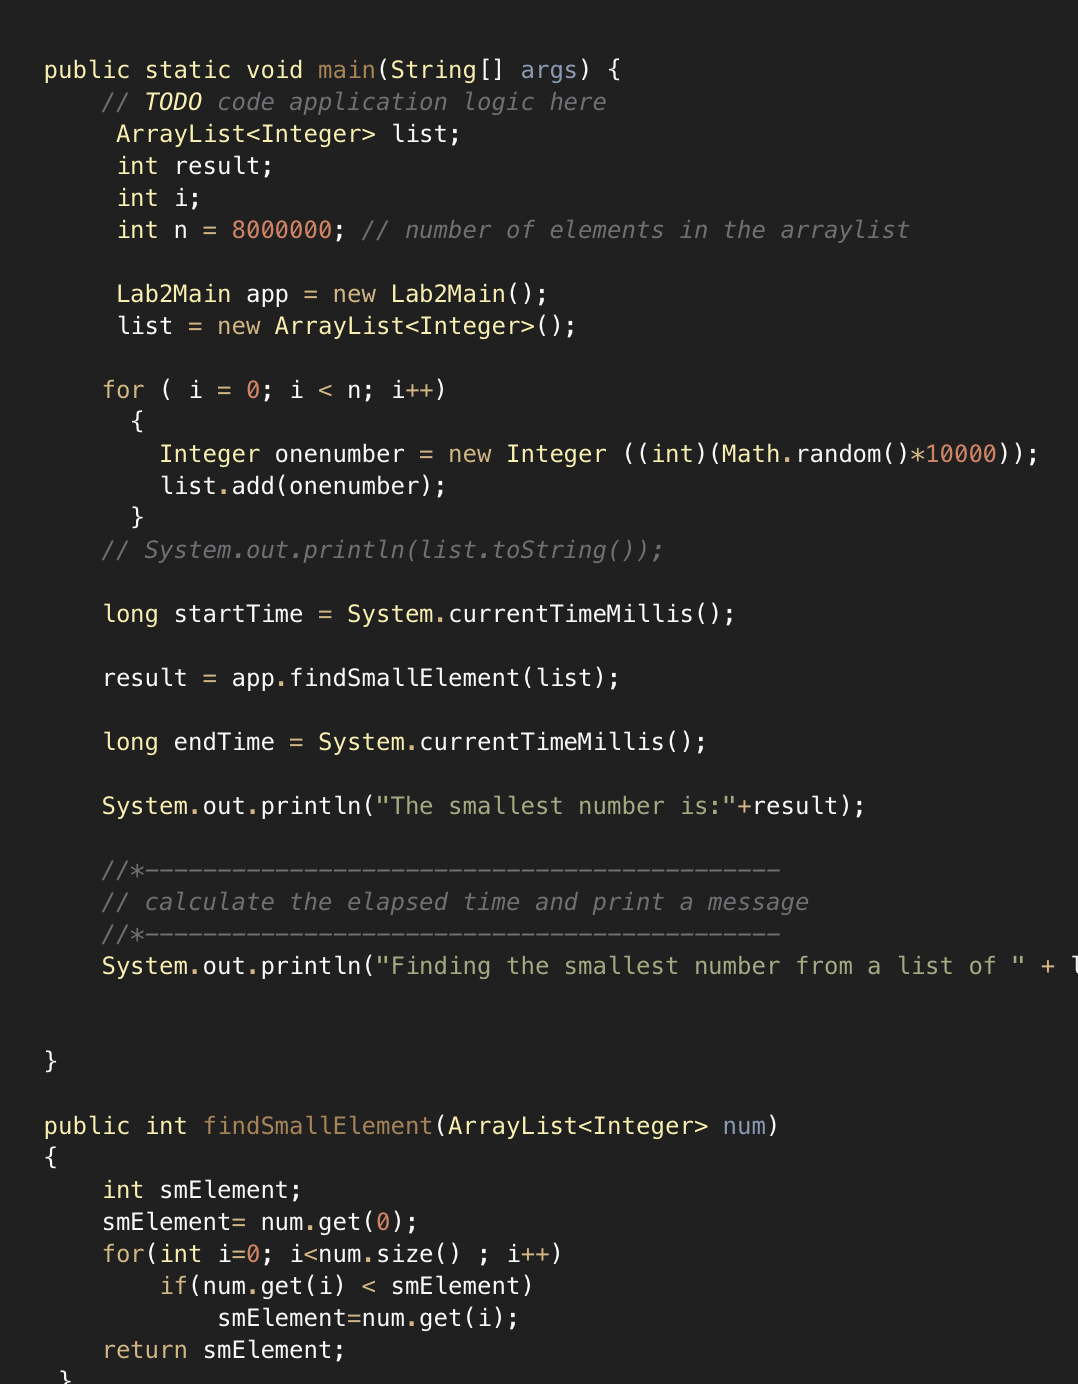 public static void main(String[] args) {
// TODO code application logic here
ArrayList<Integer> list;
int result;
int i;
int n = 8000000; // number of elements in the arraylist
Lab2Main app = new Lab2Main();
list = new ArrayList<Integer>();
for ( i = 0; i < n; i++)
{
Integer onenumber = new Integer ((int)(Math.random()*10000));
list.add(onenumber);
}
// System.out.println(list.toString());
long startTime = System.currentTimeMillis();
result = app.findSmallElement(list);
long endTime = System.currentTimeMillis();
System.out.println("The smallest number is:"+result);
//*--------------------------------------------
// calculate the elapsed time and print a message
//*--------------------------------------------
System.out.println("Finding the smallest number from a list of " +
}
public int findSmallElement(ArrayList<Integer> num)
{
int smElement;
smElement= num.get(0);
for(int i=0; i<num.size() ; i++)
if(num.get(i) < smElement)
smElement=num.get(i);
return smElement;
}